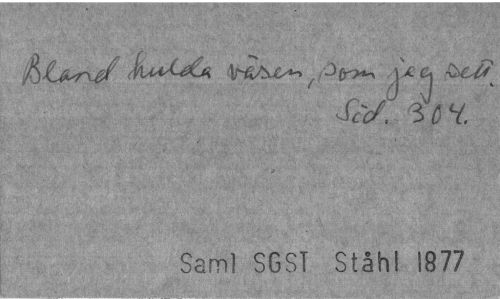 Bland hulda väsen, som jag sett.
Sid. 304.
Saml SGST Ståhl 1877